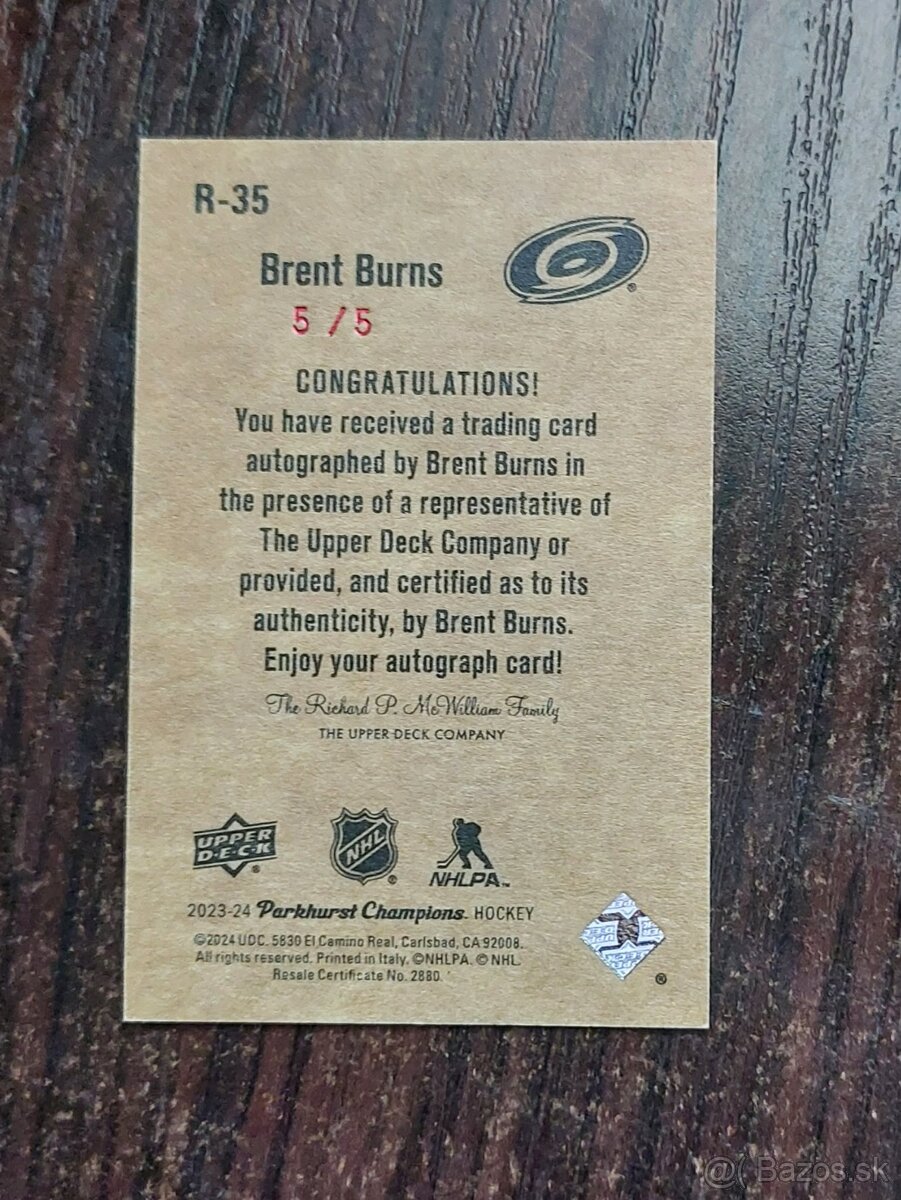 R-35
Brent Burns
5 / 5
CONGRATULATIONS!
You have received a trading card
autographed by Brent Burns in
the presence of a representative of
The Upper Deck Company or
provided, and certified as to its
authenticity, by Brent Burns.
Enjoy your autograph card!
The Richard P. McWilliam Family
THE UPPER DECK COMPANY
UPPER
D·E·C·K ®
NHL ®
NHLPA™
2023-24 Parkhurst Champions. HOCKEY
©2024 UDC. 5830 El Camino Real, Carlsbad, CA 92008.
All rights reserved. Printed in Italy. ©NHLPA. © NHL.
Resale Certificate No. 2880.
®
Bazos.sk